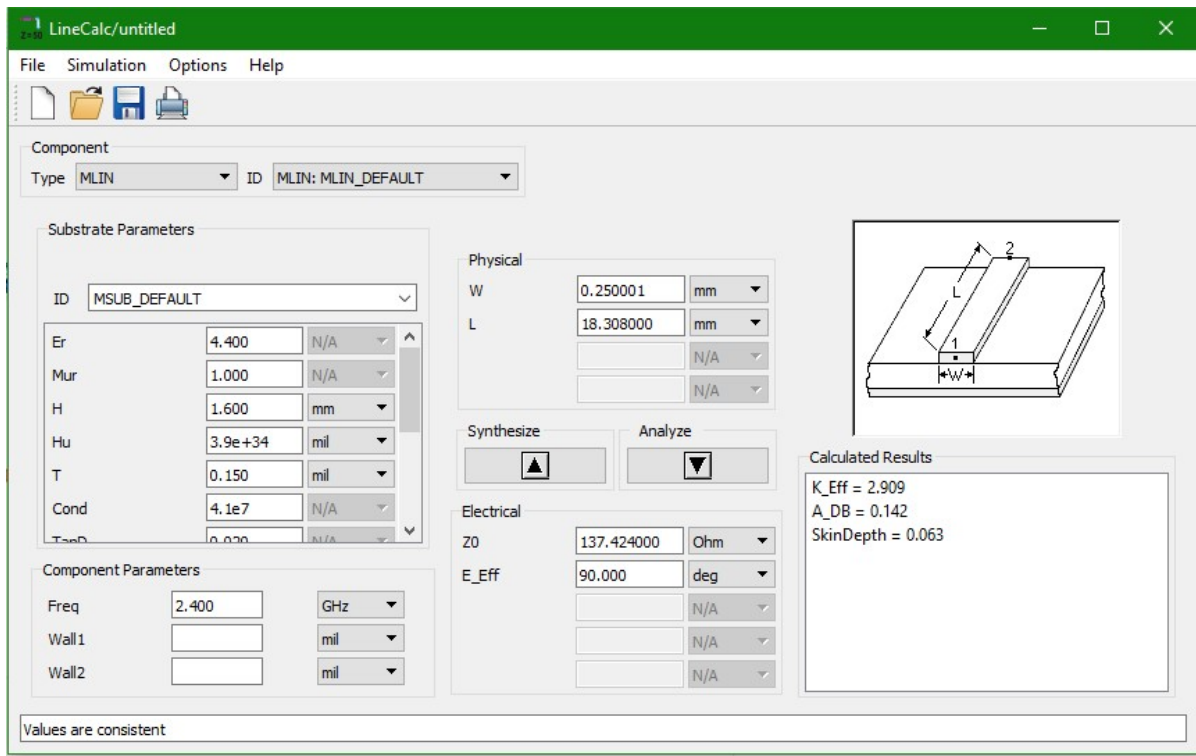 LineCalc/untitled
File Simulation Options Help
Component
Type MLIN ID MLIN: MLIN_DEFAULT
Substrate Parameters
ID MSUB_DEFAULT
Er 4.400 N/A
Mur 1.000 N/A
H 1.600 mm
Hu 3.9e+34 mil
T 0.150 mil
Cond 4.1e7 N/A
TanD 0.020 N/A
Component Parameters
Freq 2.400 GHz
Wall1 mil
Wall2 mil
Physical
W 0.250001 mm
L 18.308000 mm
N/A
N/A
Synthesize Analyze
Electrical
Z0 137.424000 Ohm
E_Eff 90.000 deg
N/A
N/A
N/A
2
L
1
W
Calculated Results
K_Eff = 2.909
A_DB = 0.142
SkinDepth = 0.063
Values are consistent